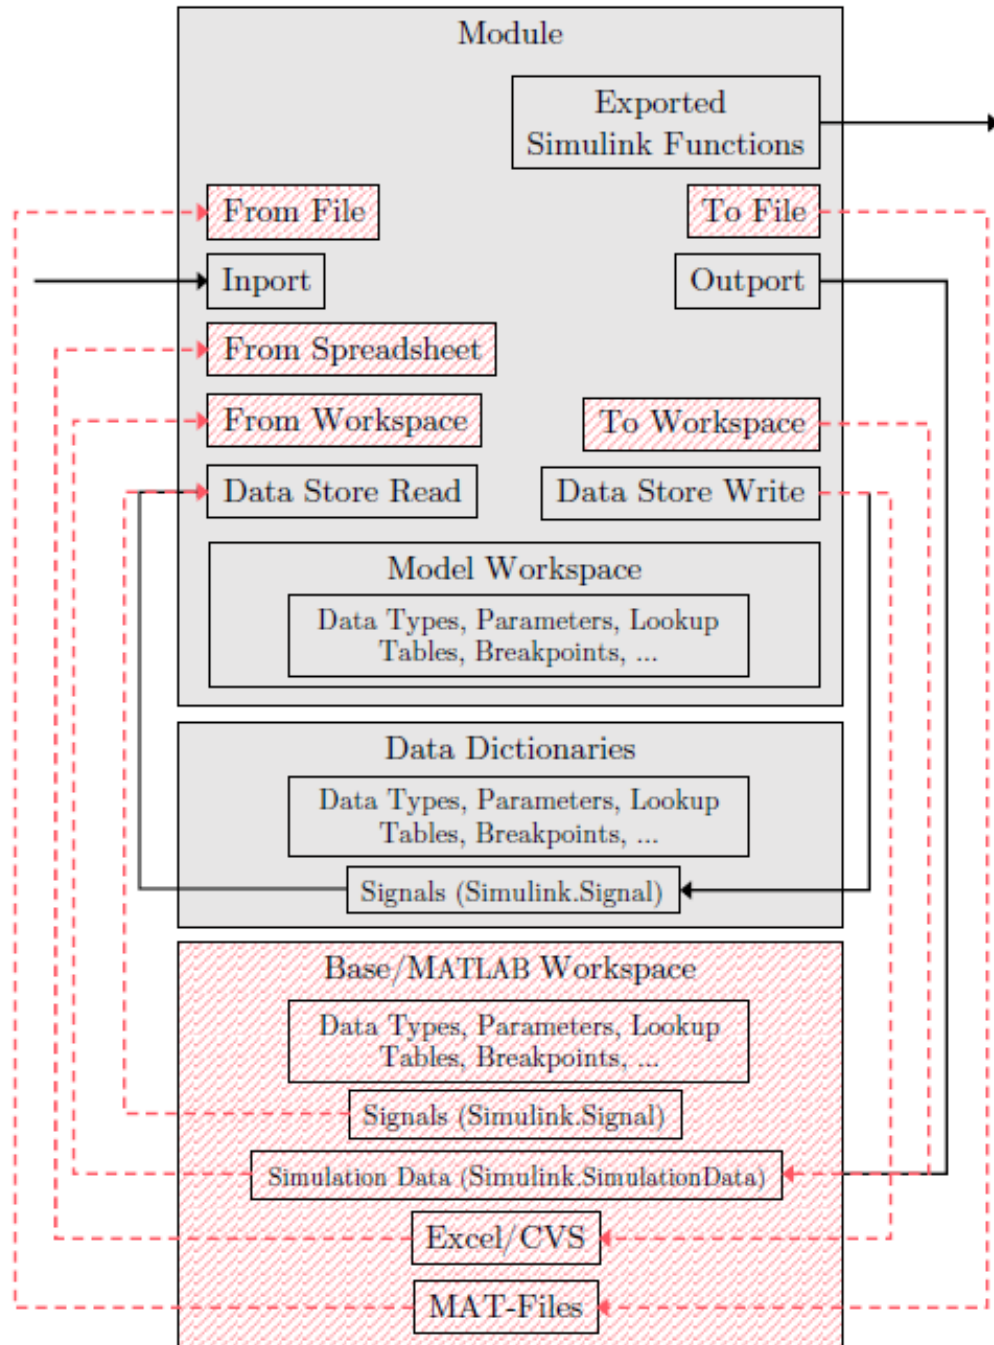 Module
Exported
Simulink Functions
From File
To File
Inport
Outport
From Spreadsheet
From Workspace
To Workspace
Data Store Read
Data Store Write
Model Workspace
Data Types, Parameters, Lookup
Tables, Breakpoints, ...
Data Dictionaries
Data Types, Parameters, Lookup
Tables, Breakpoints, ...
Signals (Simulink.Signal)
Base/MATLAB Workspace
Data Types, Parameters, Lookup
Tables, Breakpoints, ...
Signals (Simulink.Signal)
Simulation Data (Simulink.SimulationData)
Excel/CVS
MAT-Files